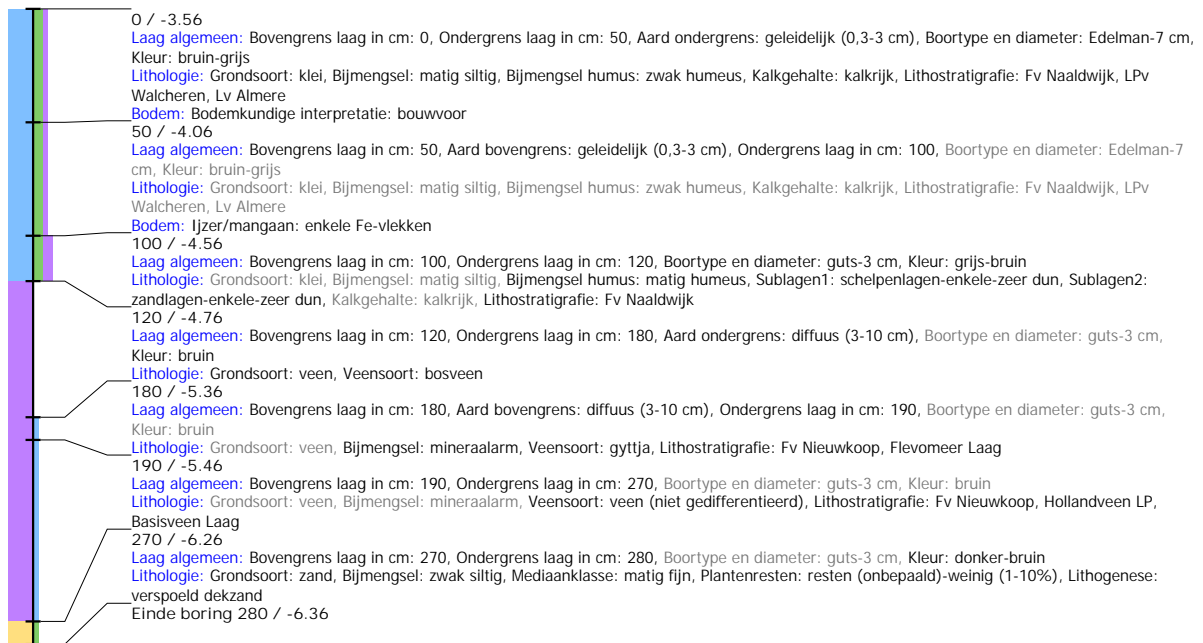 0 / -3.56
Laag algemeen: Bovengrens laag in cm: 0, Ondergrens laag in cm: 50, Aard ondergrens: geleidelijk (0,3-3 cm), Boortype en diameter: Edelman-7 cm,
Kleur: bruin-grijs
Lithologie: Grondsoort: klei, Bijmengsel: matig siltig, Bijmengsel humus: zwak humeus, Kalkgehalte: kalkrijk, Lithostratigrafie: Fv Naaldwijk, LPv
Walcheren, Lv Almere
Bodem: Bodemkundige interpretatie: bouwvoor
50 / -4.06
Laag algemeen: Bovengrens laag in cm: 50, Aard bovengrens: geleidelijk (0,3-3 cm), Ondergrens laag in cm: 100, Boortype en diameter: Edelman-7
cm, Kleur: bruin-grijs
Lithologie: Grondsoort: klei, Bijmengsel: matig siltig, Bijmengsel humus: zwak humeus, Kalkgehalte: kalkrijk, Lithostratigrafie: Fv Naaldwijk, LPv
Walcheren, Lv Almere
Bodem: Ijzer/mangaan: enkele Fe-vlekken
100 / -4.56
Laag algemeen: Bovengrens laag in cm: 100, Ondergrens laag in cm: 120, Boortype en diameter: guts-3 cm, Kleur: grijs-bruin
Lithologie: Grondsoort: klei, Bijmengsel: matig siltig, Bijmengsel humus: matig humeus, Sublagen1: schelpenlagen-enkele-zeer dun, Sublagen2:
zandlagen-enkele-zeer dun, Kalkgehalte: kalkrijk, Lithostratigrafie: Fv Naaldwijk
120 / -4.76
Laag algemeen: Bovengrens laag in cm: 120, Ondergrens laag in cm: 180, Aard ondergrens: diffuus (3-10 cm), Boortype en diameter: guts-3 cm,
Kleur: bruin
Lithologie: Grondsoort: veen, Veensoort: bosveen
180 / -5.36
Laag algemeen: Bovengrens laag in cm: 180, Aard bovengrens: diffuus (3-10 cm), Ondergrens laag in cm: 190, Boortype en diameter: guts-3 cm,
Kleur: bruin
Lithologie: Grondsoort: veen, Bijmengsel: mineraalarm, Veensoort: gyttja, Lithostratigrafie: Fv Nieuwkoop, Flevomeer Laag
190 / -5.46
Laag algemeen: Bovengrens laag in cm: 190, Ondergrens laag in cm: 270, Boortype en diameter: guts-3 cm, Kleur: bruin
Lithologie: Grondsoort: veen, Bijmengsel: mineraalarm, Veensoort: veen (niet gedifferentieerd), Lithostratigrafie: Fv Nieuwkoop, Hollandveen LP,
Basisveen Laag
270 / -6.26
Laag algemeen: Bovengrens laag in cm: 270, Ondergrens laag in cm: 280, Boortype en diameter: guts-3 cm, Kleur: donker-bruin
Lithologie: Grondsoort: zand, Bijmengsel: zwak siltig, Mediaanklasse: matig fijn, Plantenresten: resten (onbepaald)-weinig (1-10%), Lithogenese:
verspoeld dekzand
Einde boring 280 / -6.36